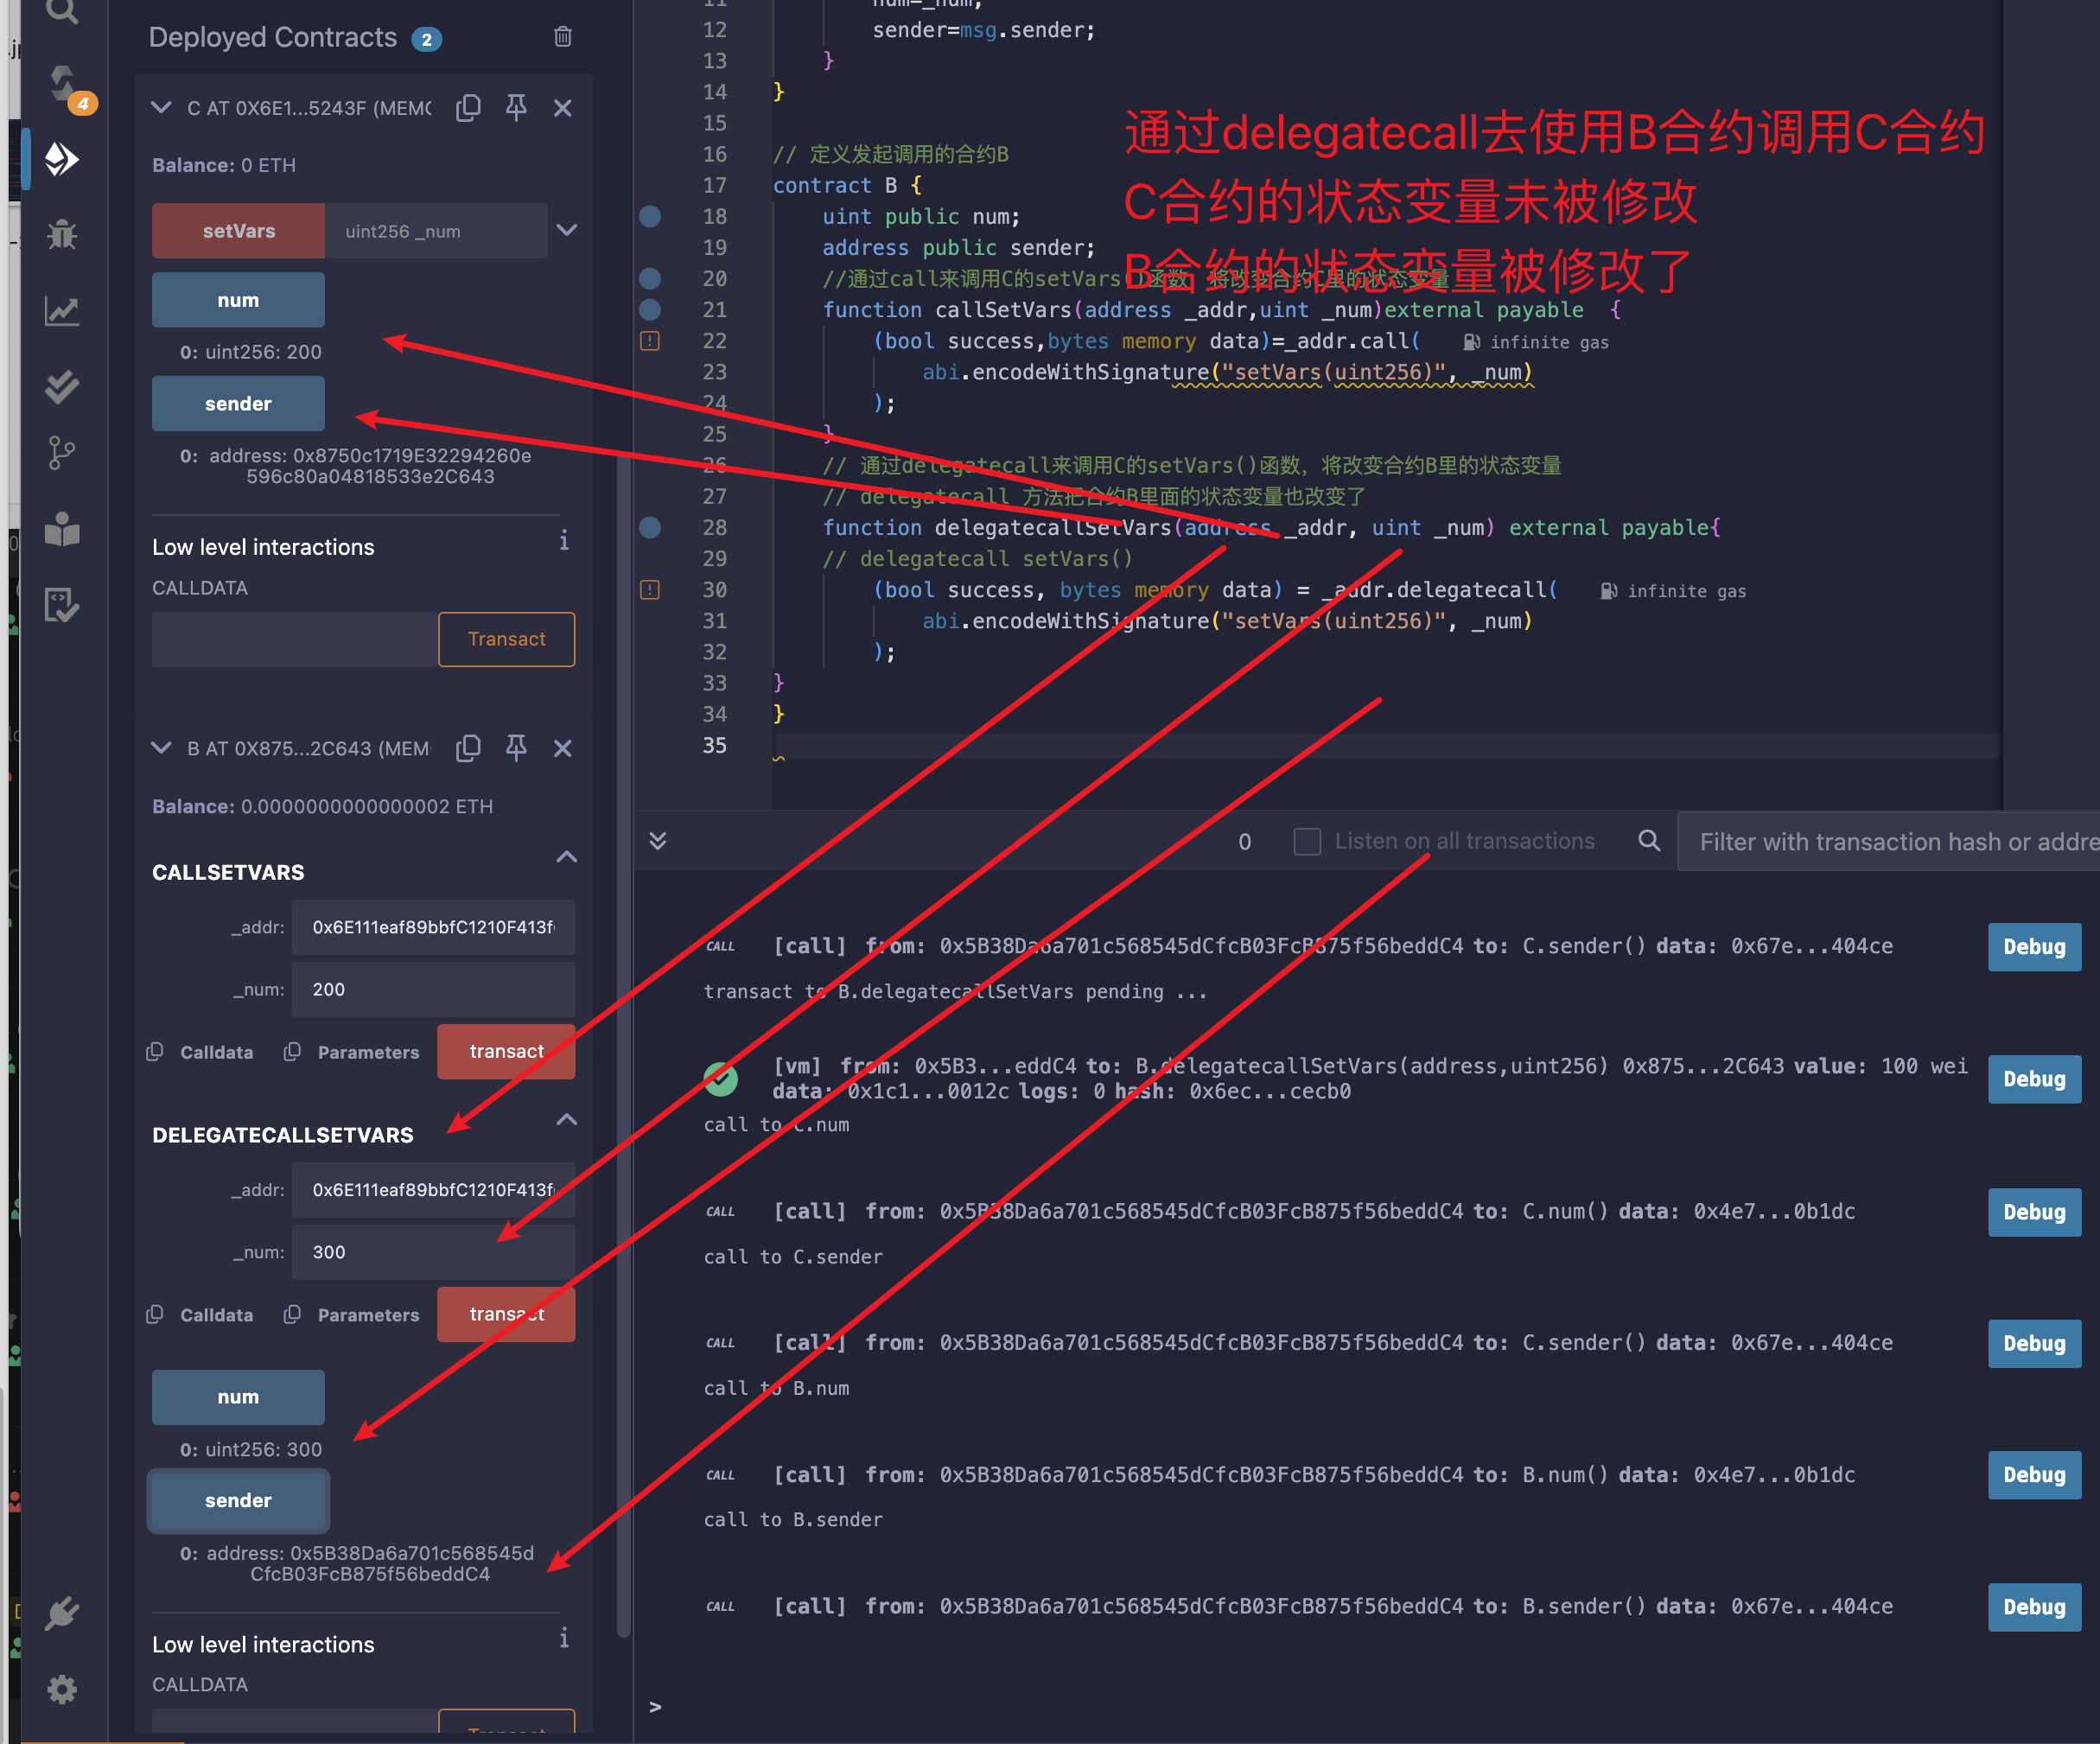 Deployed Contracts 2
4
C AT 0X6E1...5243F (MEMC
Balance: 0 ETH
setVars uint256 _num
num
0: uint256: 200
sender
0: address: 0x8750c1719E32294260e
596c80a04818533e2C643
Low level interactions
CALLDATA
Transact
B AT 0X875...2C643 (MEM
Balance: 0.0000000000000002 ETH
CALLSETVARS
_addr: 0x6E111eaf89bbfC1210F413f
_num: 200
Calldata Parameters transact
DELEGATECALLSETVARS
_addr: 0x6E111eaf89bbfC1210F413f
_num: 300
Calldata Parameters transact
num
0: uint256: 300
sender
0: address: 0x5B38Da6a701c568545d
CfcB03FcB875f56beddC4
Low level interactions
CALLDATA
Transact
11 num=_num;
12 sender=msg.sender;
13 }
14 }
15
16 // 定义发起调用的合约B
17 contract B {
18 uint public num;
19 address public sender;
20 //通过call来调用C的setVars()函数，将改变合约C里的状态变量
21 function callSetVars(address _addr,uint _num)external payable {
22 (bool success,bytes memory data)=_addr.call( infinite gas
23 abi.encodeWithSignature("setVars(uint256)", _num)
24 );
25 }
26 // 通过delegatecall来调用C的setVars()函数，将改变合约B里的状态变量
27 // delegatecall 方法把合约B里面的状态变量也改变了
28 function delegatecallSetVars(address _addr, uint _num) external payable{
29 // delegatecall setVars()
30 (bool success, bytes memory data) = _addr.delegatecall( infinite gas
31 abi.encodeWithSignature("setVars(uint256)", _num)
32 );
33 }
34 }
35
通过delegatecall去使用B合约调用C合约
C合约的状态变量未被修改
B合约的状态变量被修改了
0 Listen on all transactions Filter with transaction hash or addre
CALL [call] from: 0x5B38Da6a701c568545dCfcB03FcB875f56beddC4 to: C.sender() data: 0x67e...404ce Debug
transact to B.delegatecallSetVars pending ...
[vm] from: 0x5B3...eddC4 to: B.delegatecallSetVars(address,uint256) 0x875...2C643 value: 100 wei
data: 0x1c1...0012c logs: 0 hash: 0x6ec...cecb0 Debug
call to C.num
CALL [call] from: 0x5B38Da6a701c568545dCfcB03FcB875f56beddC4 to: C.num() data: 0x4e7...0b1dc Debug
call to C.sender
CALL [call] from: 0x5B38Da6a701c568545dCfcB03FcB875f56beddC4 to: C.sender() data: 0x67e...404ce Debug
call to B.num
CALL [call] from: 0x5B38Da6a701c568545dCfcB03FcB875f56beddC4 to: B.num() data: 0x4e7...0b1dc Debug
call to B.sender
CALL [call] from: 0x5B38Da6a701c568545dCfcB03FcB875f56beddC4 to: B.sender() data: 0x67e...404ce Debug
>